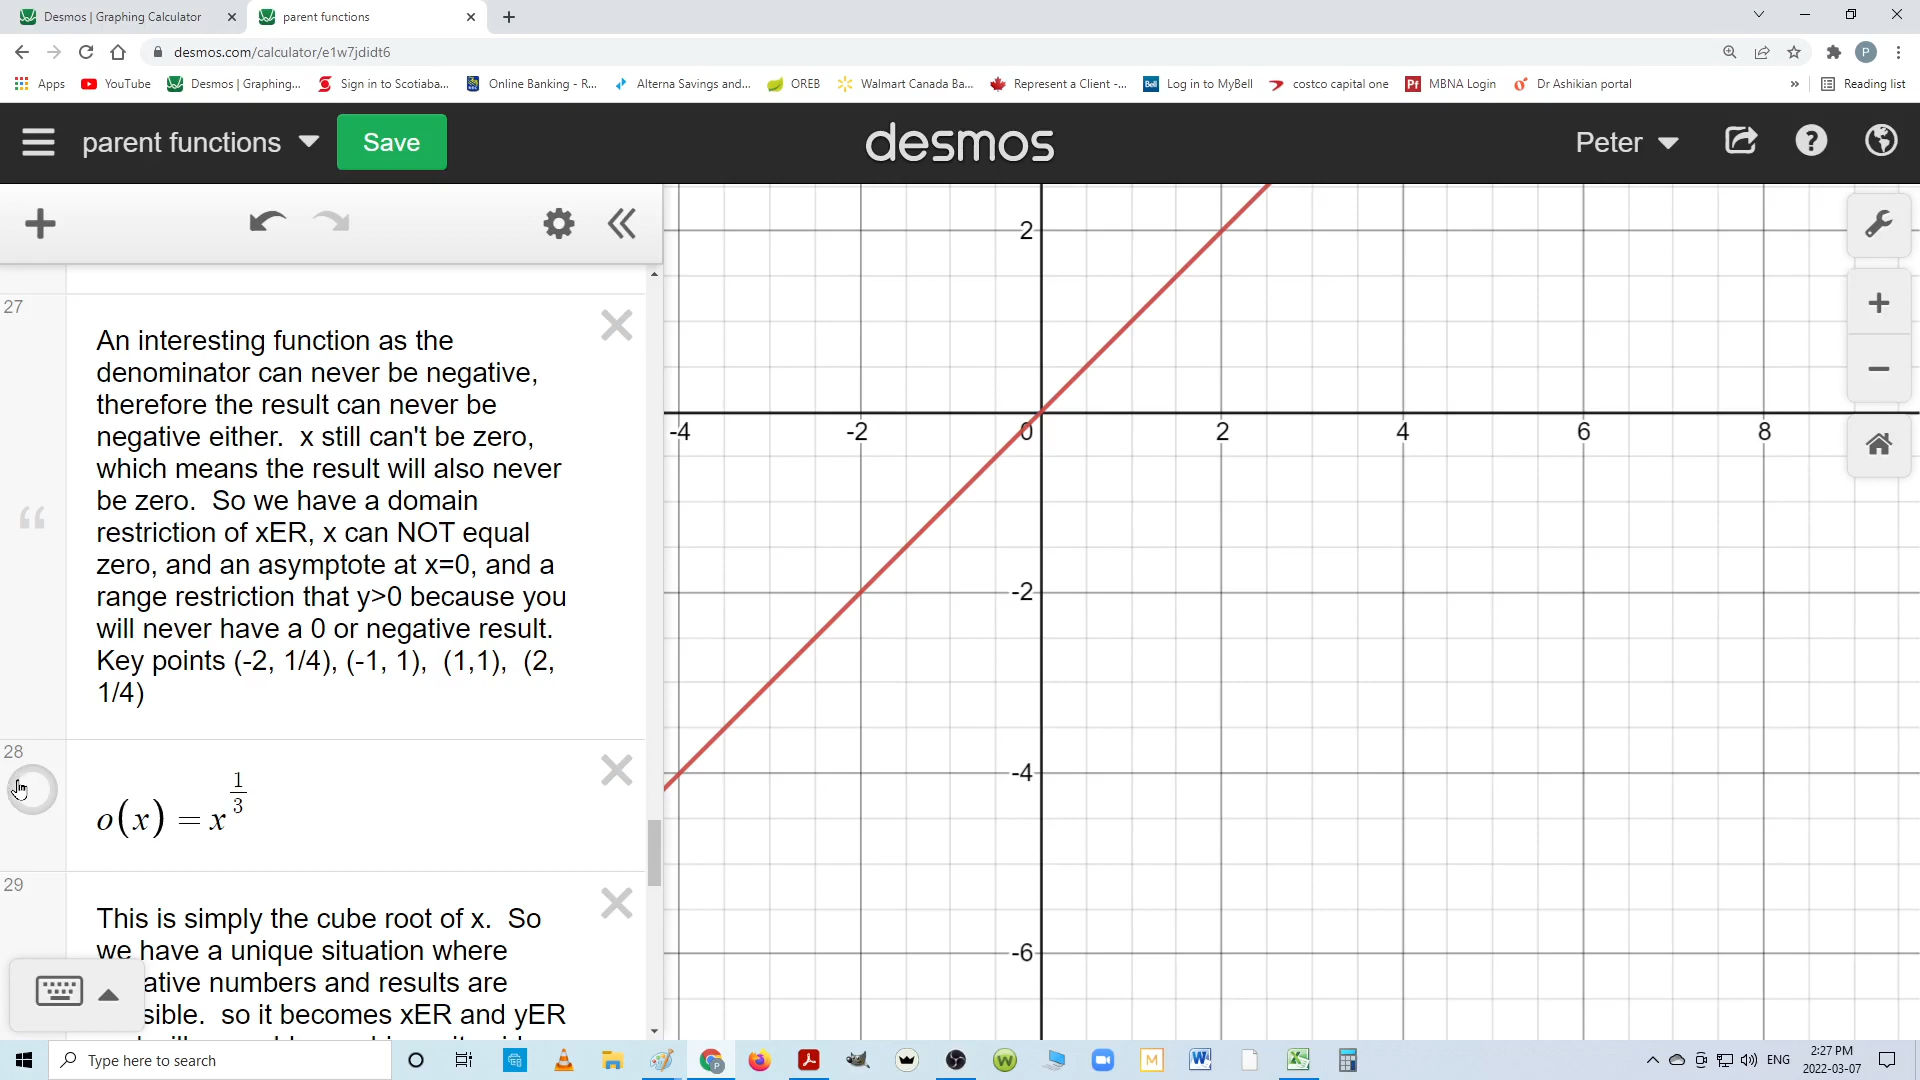 Desmos | Graphing Calculator
parent functions
desmos.com/calculator/e1w7jdidt6
P
Apps
YouTube
Desmos | Graphing...
Sign in to Scotiaba...
Online Banking - R...
Alterna Savings and...
OREB
Walmart Canada Ba...
Represent a Client -...
Bell
Log in to MyBell
costco capital one
Pf
MBNA Login
Dr Ashikian portal
»
Reading list
parent functions
Save
desmos
Peter
?
27
An interesting function as the
denominator can never be negative,
therefore the result can never be
negative either.  x still can't be zero,
which means the result will also never
be zero.  So we have a domain
restriction of xER, x can NOT equal
zero, and an asymptote at x=0, and a
range restriction that y>0 because you
will never have a 0 or negative result.
Key points (-2, 1/4), (-1, 1),  (1,1),  (2,
1/4)
28
o(x) = x^(1/3)
29
This is simply the cube root of x.  So
we have a unique situation where
ative numbers and results are
sible.  so it becomes xER and yER
2
-4
-2
0
2
4
6
8
-2
-4
-6
Type here to search
P
W
M
W
ENG
2:27 PM
2022-03-07